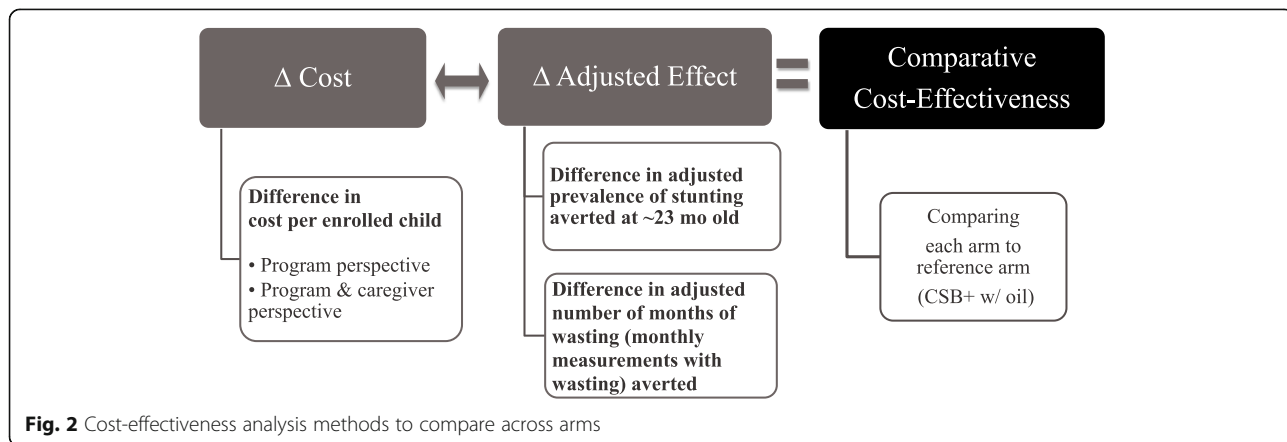 Δ Cost
Δ Adjusted Effect
Comparative
Cost-Effectiveness
Difference in
cost per enrolled child
• Program perspective
• Program & caregiver
perspective
Difference in adjusted
prevalence of stunting
averted at ~23 mo old
Difference in adjusted
number of months of
wasting (monthly
measurements with
wasting) averted
Comparing
each arm to
reference arm
(CSB+ w/ oil)
Fig. 2 Cost-effectiveness analysis methods to compare across arms